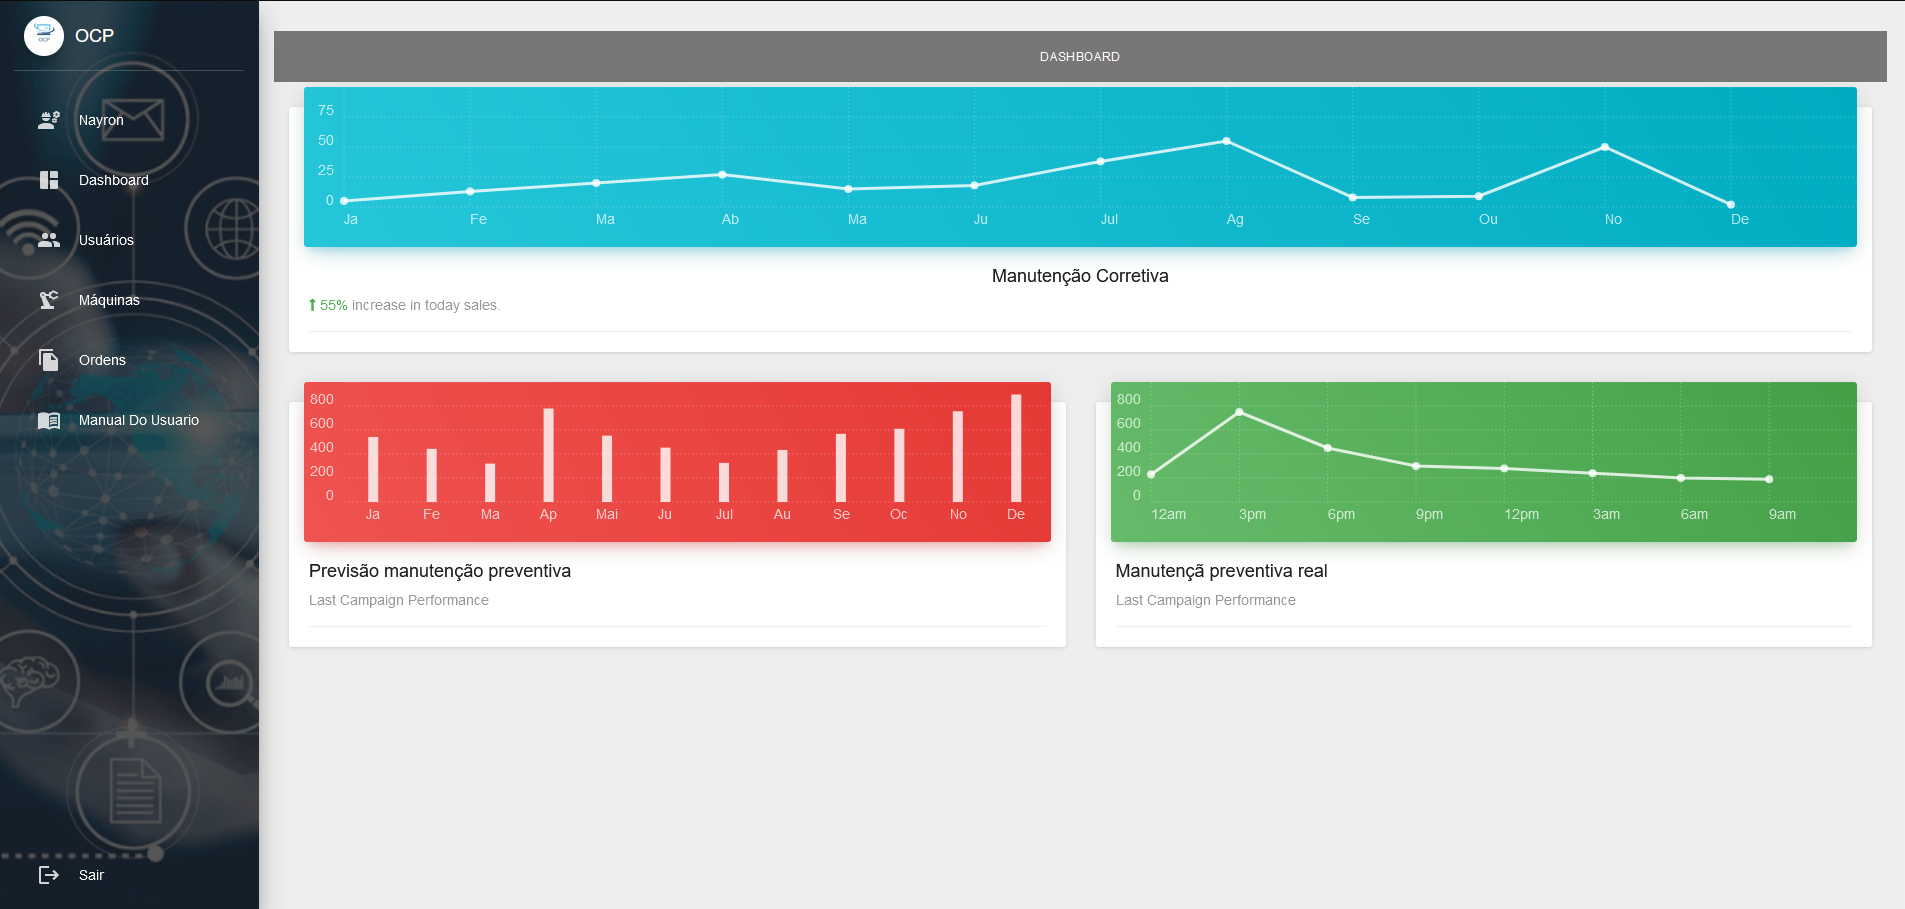 OCP
OCP
Nayron
Dashboard
Usuários
Máquinas
Ordens
Manual Do Usuario
Sair
DASHBOARD
75
50
25
0
Ja Fe Ma Ab Ma Ju Jul Ag Se Ou No De
Manutenção Corretiva
55% increase in today sales.
800
600
400
200
0
Ja Fe Ma Ap Mai Ju Jul Au Se Oc No De
Previsão manutenção preventiva
Last Campaign Performance
800
600
400
200
0
12am 3pm 6pm 9pm 12pm 3am 6am 9am
Manutençã preventiva real
Last Campaign Performance